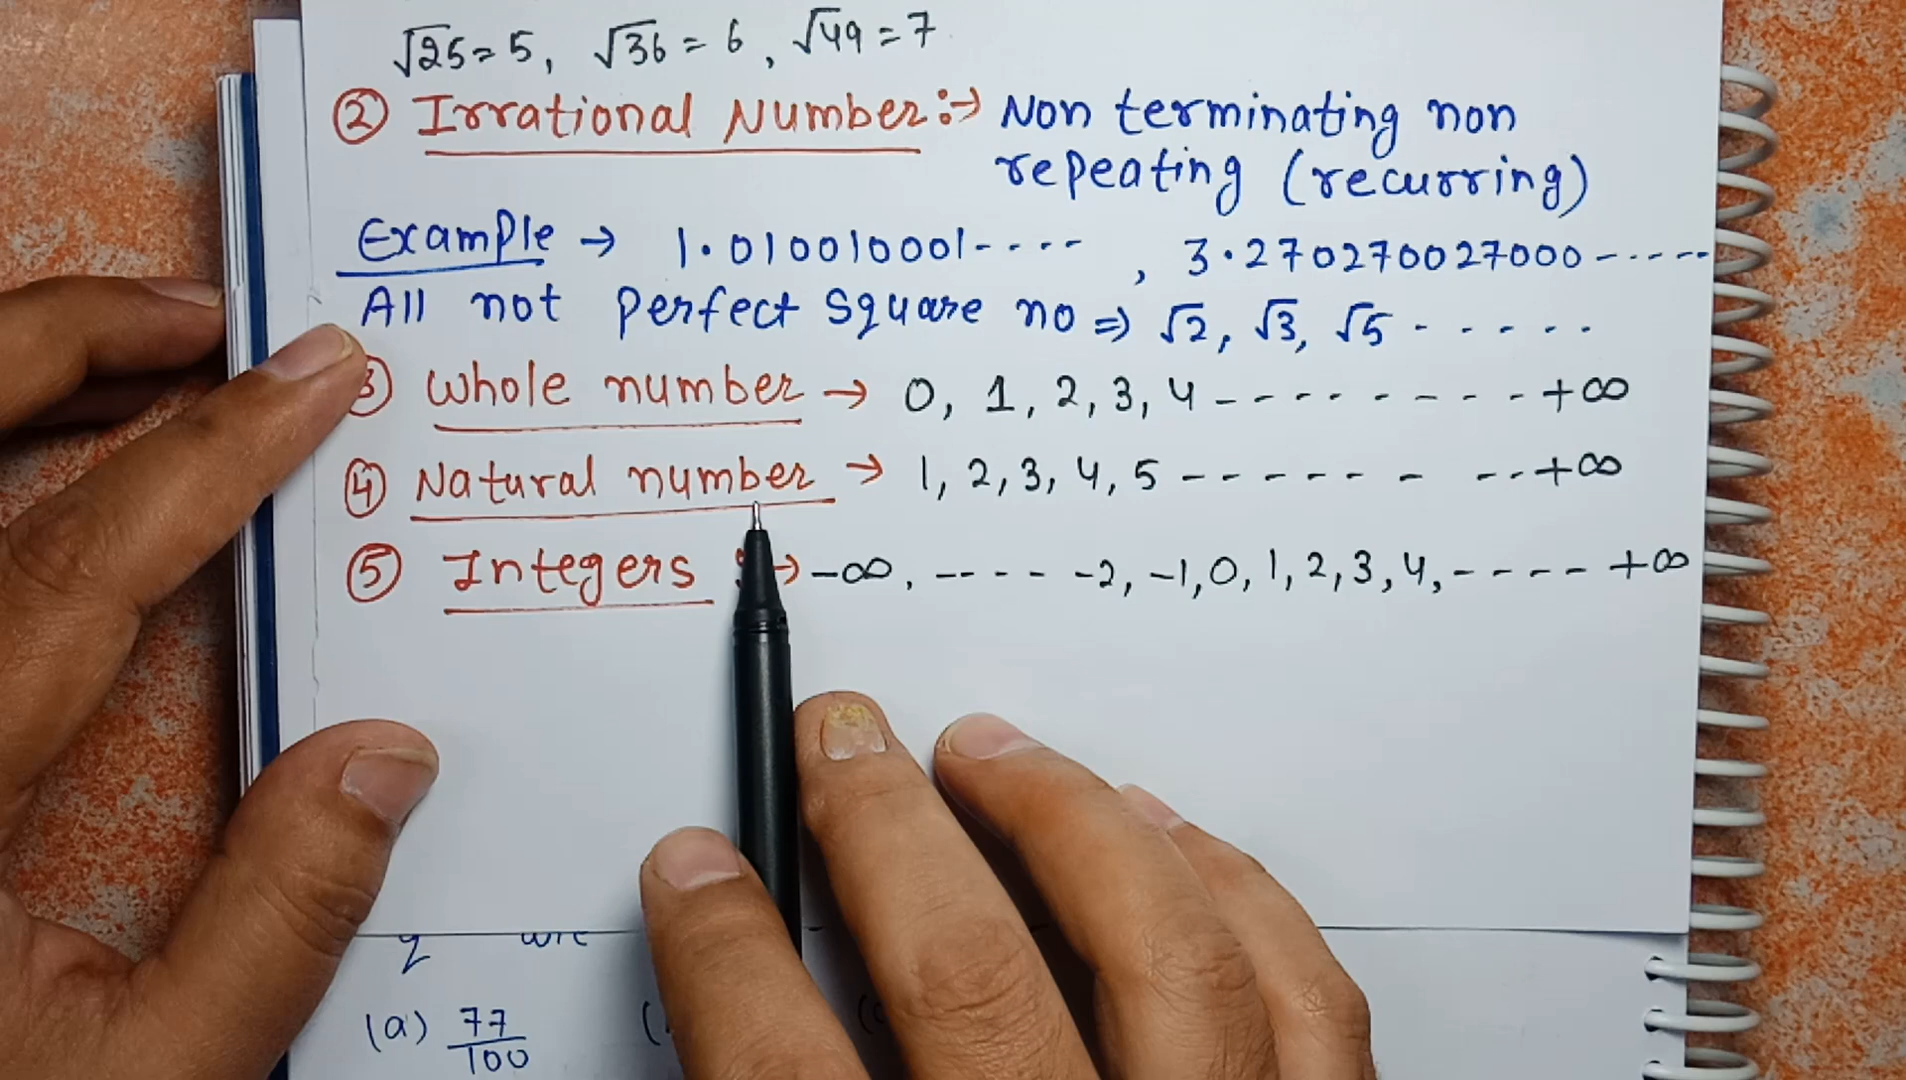 √25=5, √36=6, √49=7
② Irrational Number:→ Non terminating non
repeating (recurring)
Example → 1.010010001---- , 3.270270027000-----
All not perfect square no ⇒ √2, √3, √5 - - - - -
③ Whole number → 0, 1, 2, 3, 4 - - - - - - - - - +∞
④ Natural number → 1, 2, 3, 4, 5 - - - - - - - - - +∞
⑤ Integers :→ -∞, ---- -2, -1, 0, 1, 2, 3, 4, ---- +∞
(a) 77/100